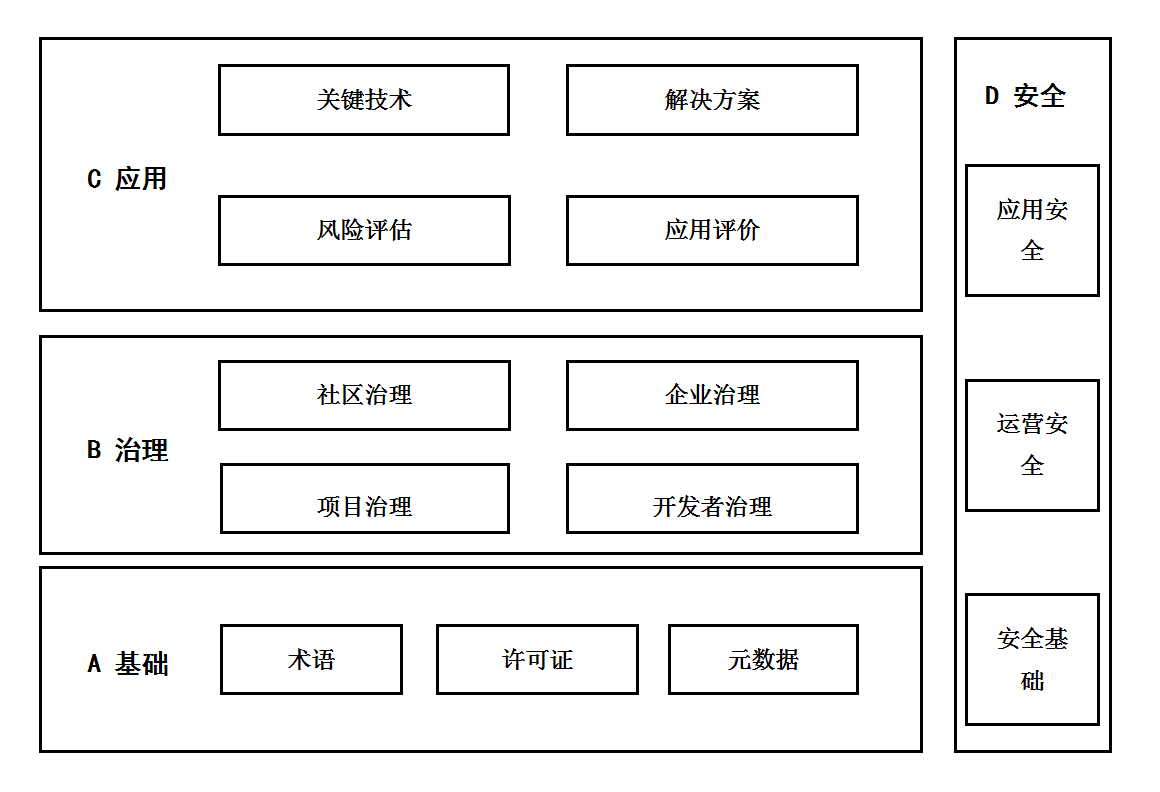 关键技术
解决方案
C 应用
风险评估
应用评价
社区治理
企业治理
B 治理
项目治理
开发者治理
A 基础
术语
许可证
元数据
D 安全
应用安
全
运营安
全
安全基
础